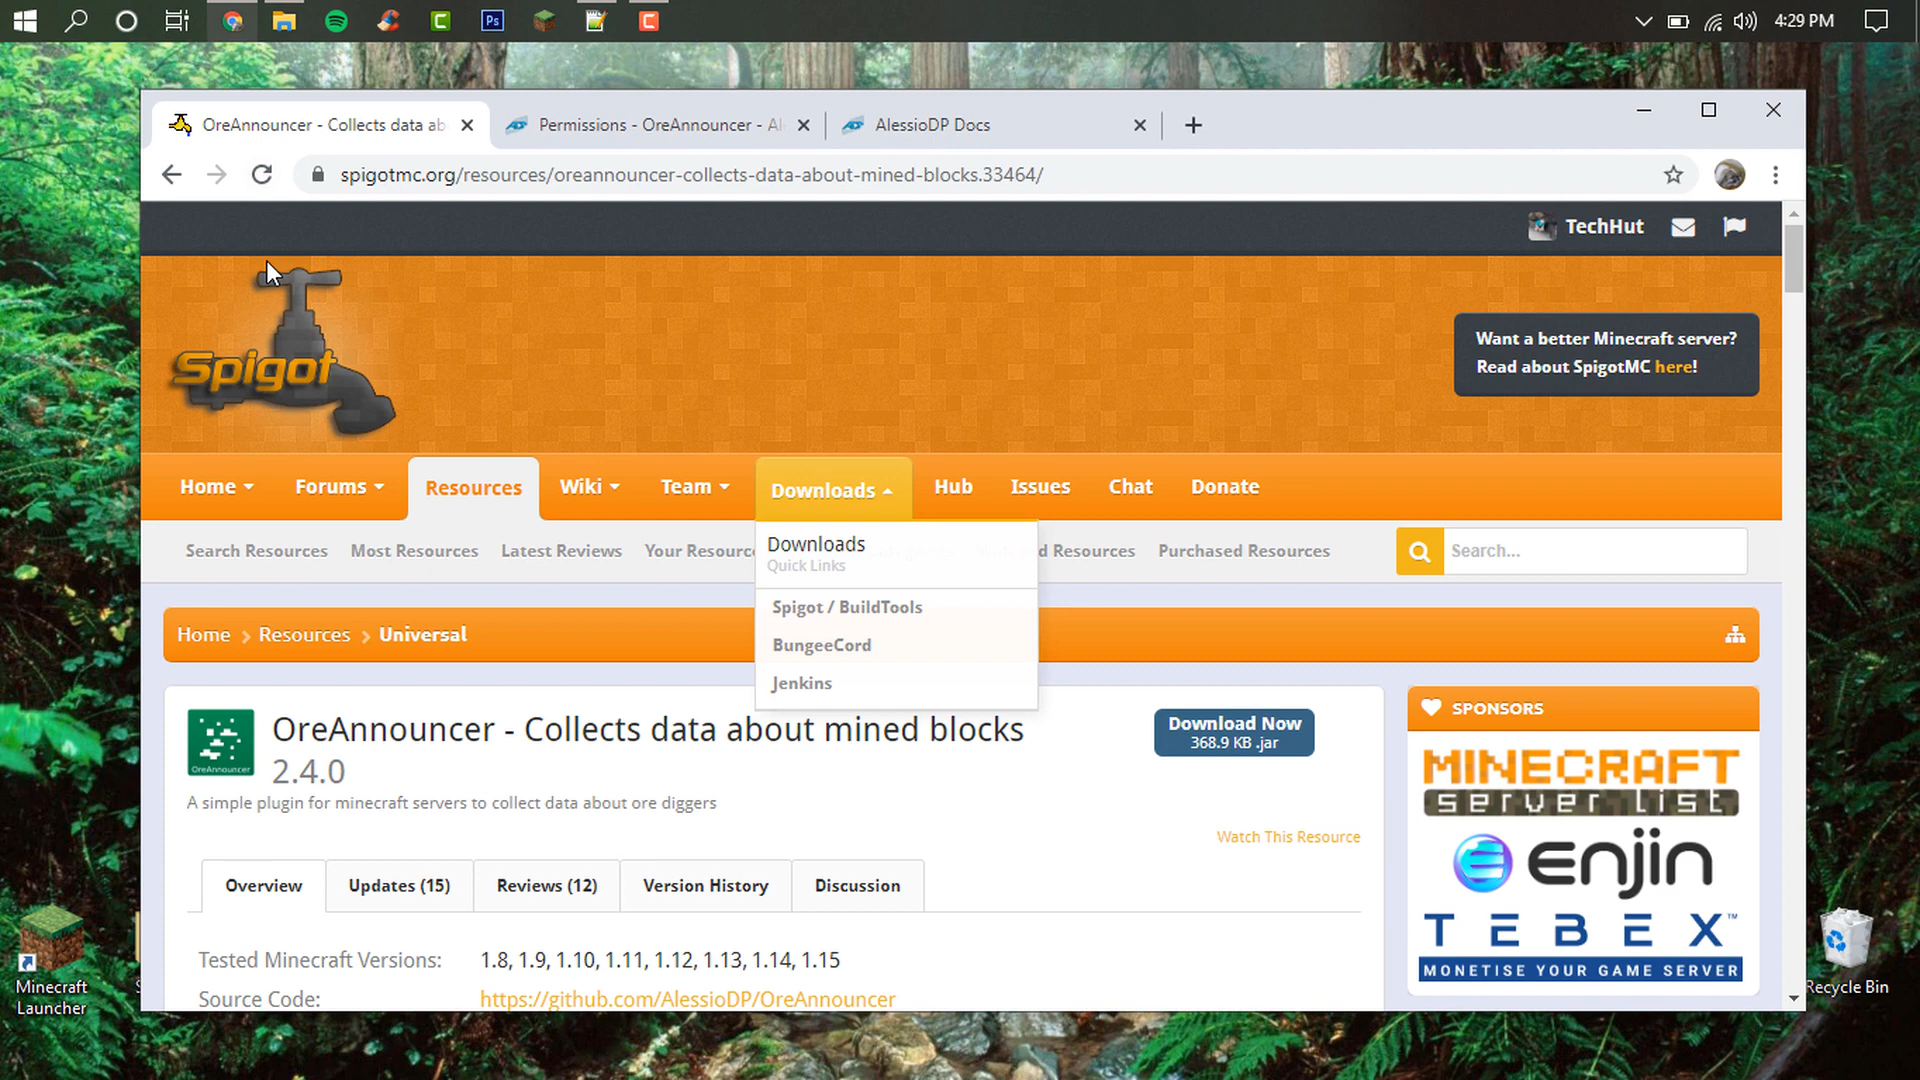 Ps
4:29 PM
OreAnnouncer - Collects data ab
Permissions - OreAnnouncer - Al
AlessioDP Docs
spigotmc.org/resources/oreannouncer-collects-data-about-mined-blocks.33464/
TechHut
Spigot
Want a better Minecraft server?
Read about SpigotMC here!
Home
Forums
Resources
Wiki
Team
Downloads
Hub
Issues
Chat
Donate
Search Resources
Most Resources
Latest Reviews
Your Resourc
d Resources
Purchased Resources
Search...
Downloads
Quick Links
Spigot / BuildTools
BungeeCord
Jenkins
Home
Resources
Universal
OreAnnouncer
OreAnnouncer - Collects data about mined blocks
2.4.0
A simple plugin for minecraft servers to collect data about ore diggers
Download Now
368.9 KB .jar
Watch This Resource
Overview
Updates (15)
Reviews (12)
Version History
Discussion
Tested Minecraft Versions: 1.8, 1.9, 1.10, 1.11, 1.12, 1.13, 1.14, 1.15
Source Code: https://github.com/AlessioDP/OreAnnouncer
SPONSORS
MINECRAFT
server list
enjin
TEBEX™
MONETISE YOUR GAME SERVER
Minecraft
Launcher
Recycle Bin